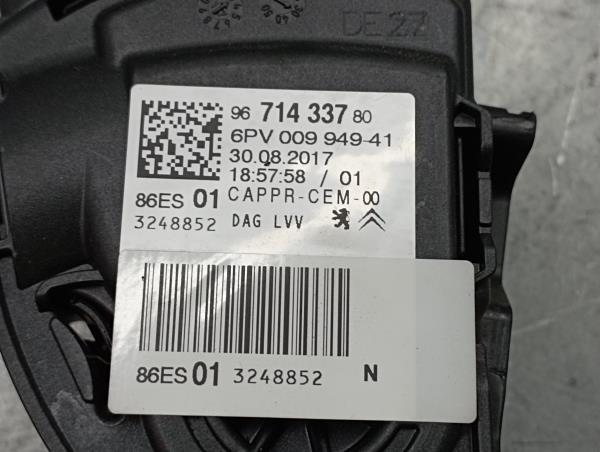 DE27
96 714 337 80
6PV 009 949-41
30.08.2017
18:57:58 / 01
86ES 01 CAPPR-CEM-00
3248852 DAG LVV
86ES 01 3248852 N